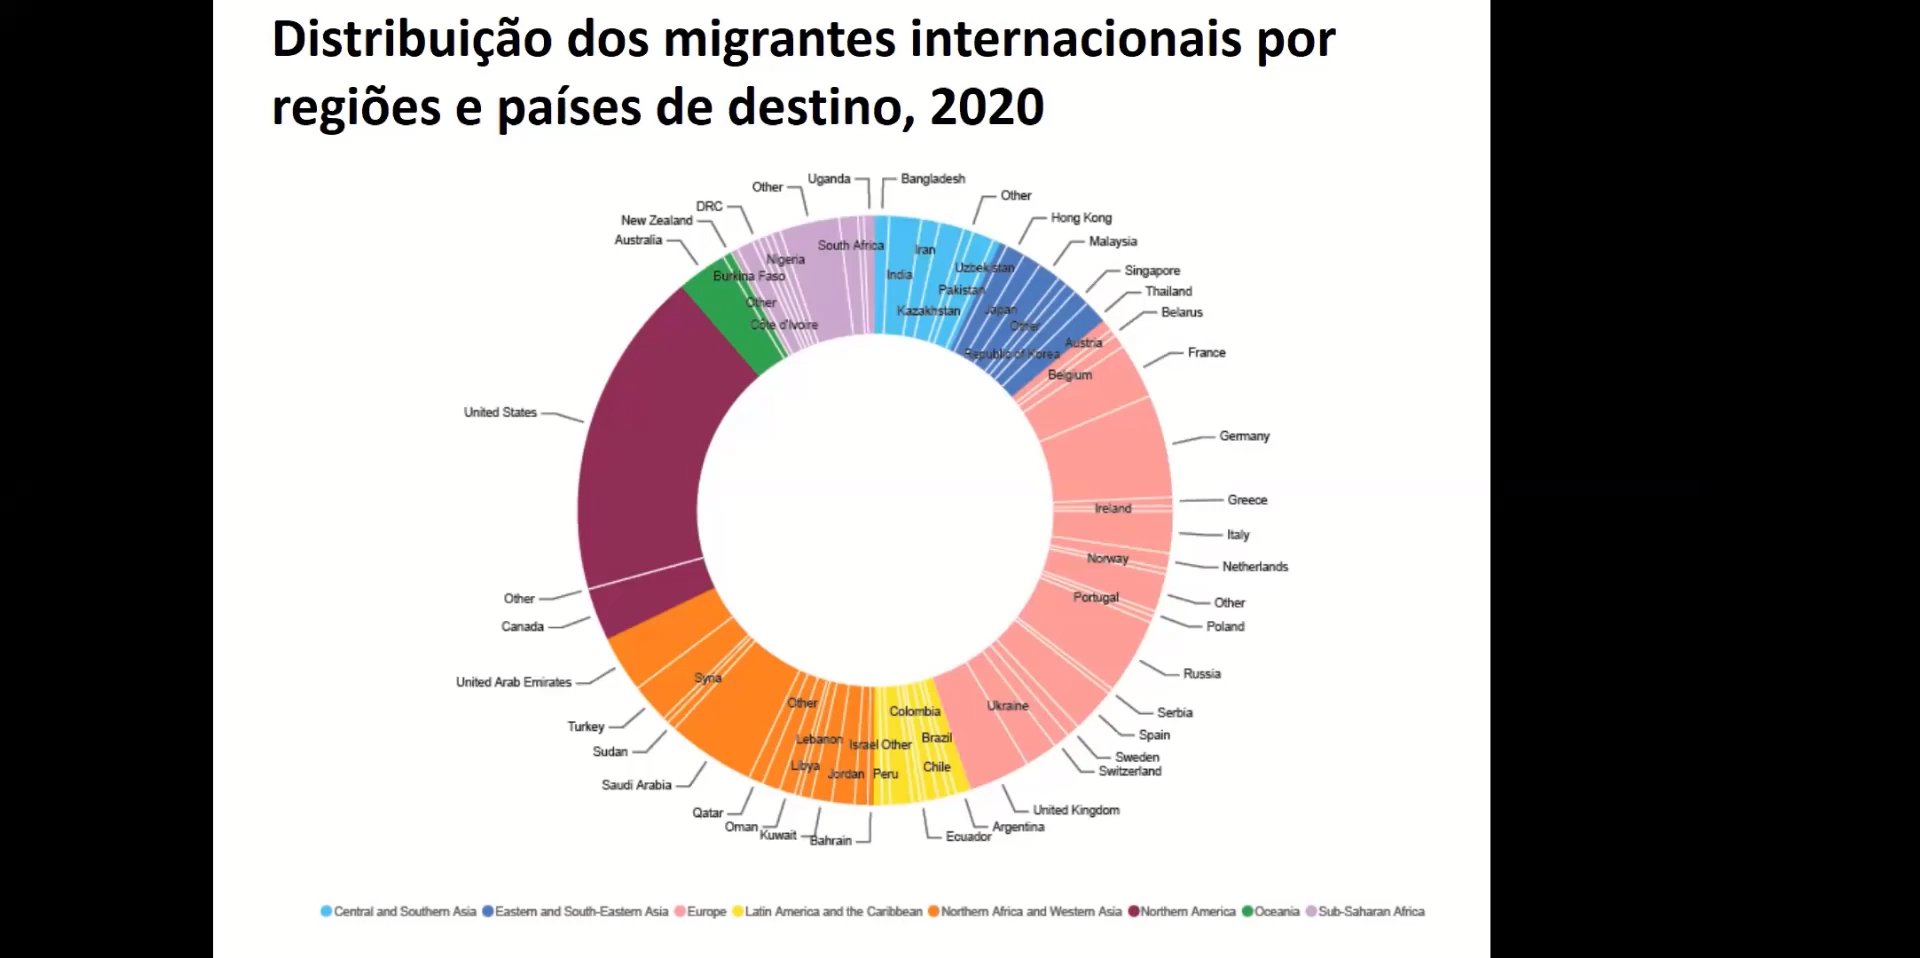 Distribuição dos migrantes internacionais por
regiões e países de destino, 2020
Uganda
Bangladesh
Other
Other
DRC
Hong Kong
New Zealand
Malaysia
Australia
South Africa
Iran
Nigeria
Uzbekistan
Singapore
Burkina Faso
India
Pakistan
Thailand
Other
Kazakhstan
Japan
Belarus
Côte d'Ivoire
Other
Austria
Republic of Korea
France
Belgium
United States
Germany
Greece
Ireland
Italy
Norway
Netherlands
Other
Portugal
Other
Canada
Poland
United Arab Emirates
Syria
Russia
Other
Colombia
Ukraine
Serbia
Turkey
Lebanon
Israel
Other
Brazil
Spain
Sudan
Libya
Jordan
Peru
Chile
Sweden
Switzerland
Saudi Arabia
Qatar
United Kingdom
Oman
Kuwait
Bahrain
Ecuador
Argentina
Central and Southern Asia
Eastern and South-Eastern Asia
Europe
Latin America and the Caribbean
Northern Africa and Western Asia
Northern America
Oceania
Sub-Saharan Africa